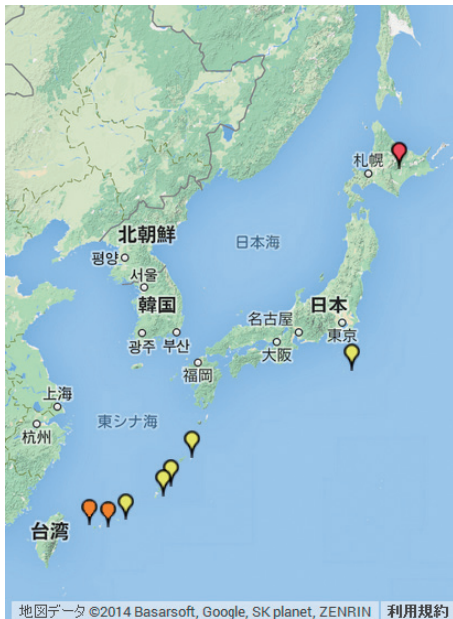 札幌
北朝鮮
日本海
평양
서울
韓国
日本
名古屋
東京
광주
부산
大阪
福岡
上海
東シナ海
杭州
台湾
地図データ ©2014 Basarsoft, Google, SK planet, ZENRIN
利用規約